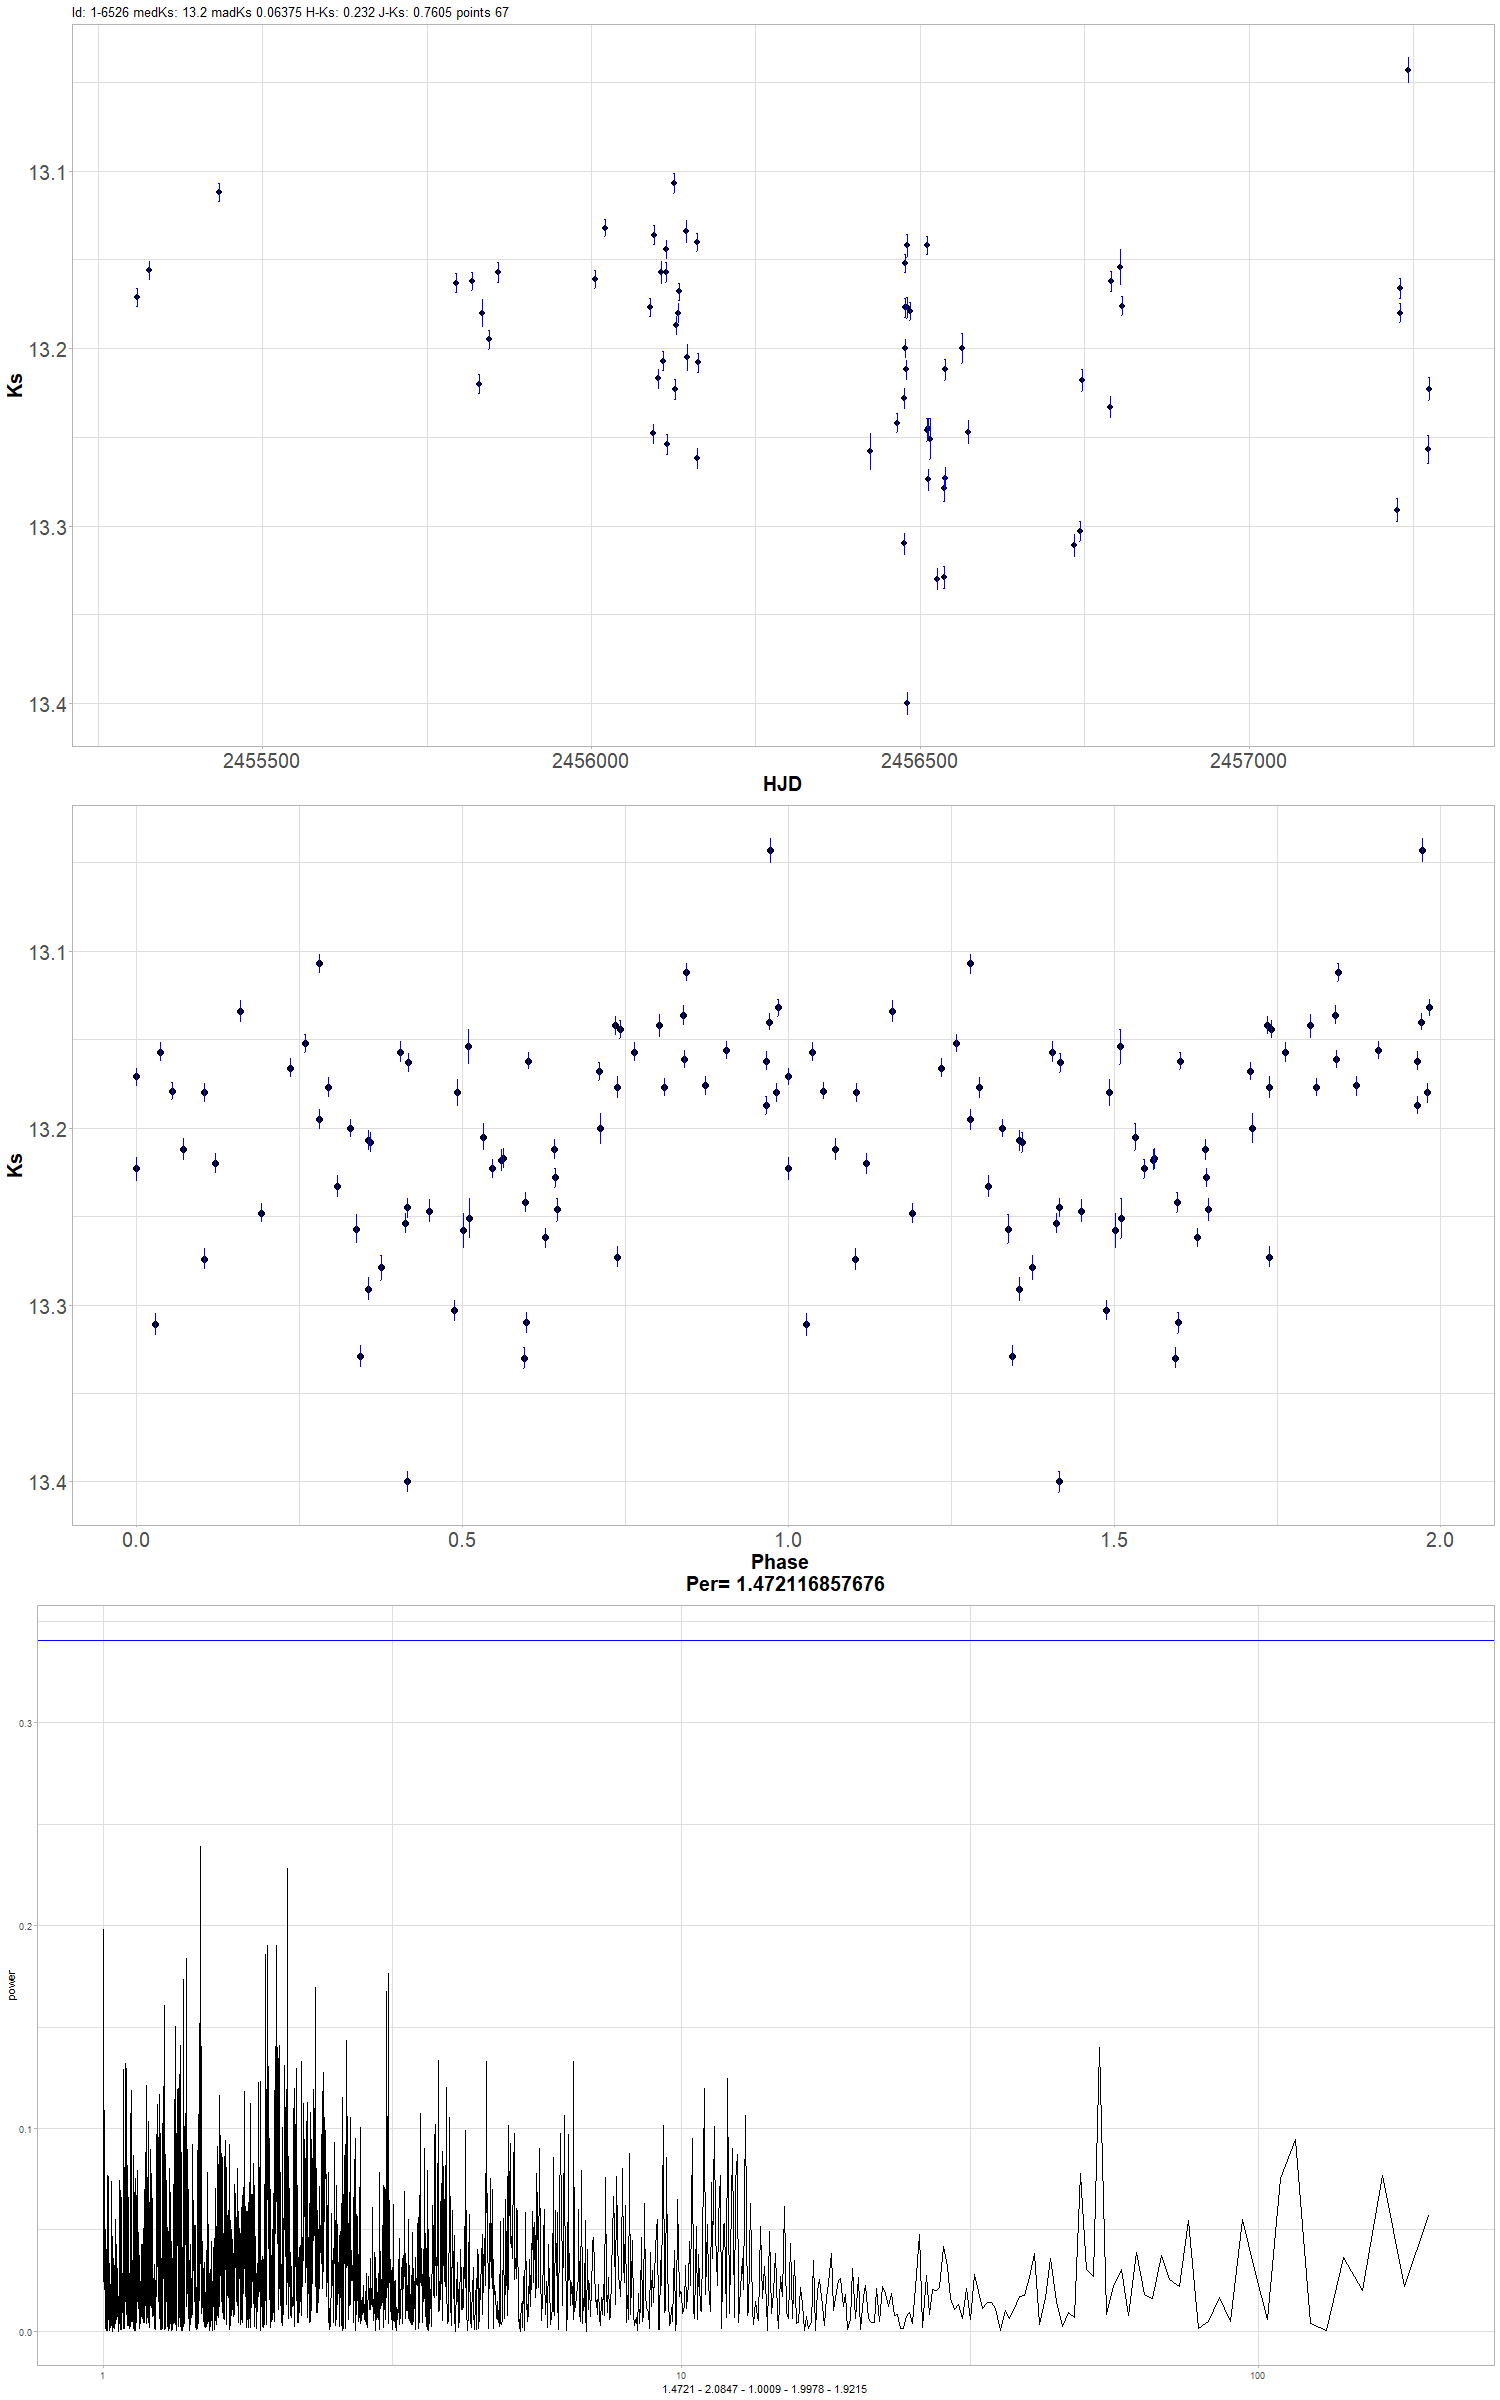 Id: 1-6526 medKs: 13.2 madKs 0.06375 H-Ks: 0.232 J-Ks: 0.7605 points 67
13.1
13.2
13.3
13.4
Ks
2455500 2456000 2456500 2457000
HJD
13.1
13.2
13.3
13.4
Ks
0.0 0.5 1.0 1.5 2.0
Phase
Per= 1.472116857676
0.3
0.2
0.1
0.0
power
1 10 100
1.4721 - 2.0847 - 1.0009 - 1.9978 - 1.9215